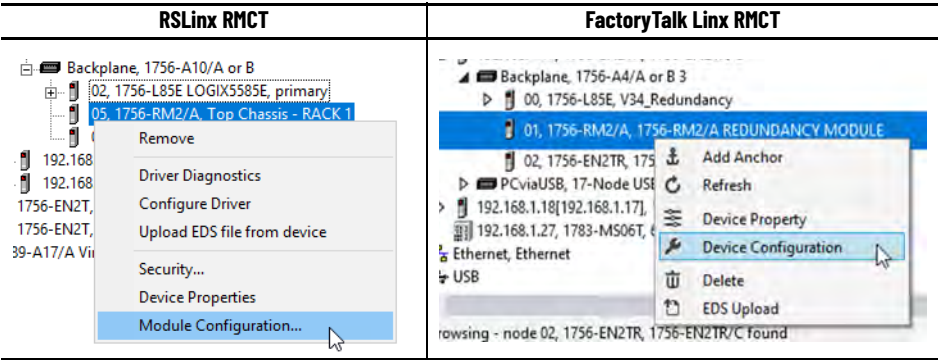 RSLinx RMCT
Backplane, 1756-A10/A or B
02, 1756-L85E LOGIX5585E, primary
05, 1756-RM2/A, Top Chassis - RACK 1
Remove
192.168
Driver Diagnostics
192.168
Configure Driver
1756-EN2T,
Upload EDS file from device
1756-EN2T,
39-A17/A Vi
Security...
Device Properties
Module Configuration...
FactoryTalk Linx RMCT
Backplane, 1756-A4/A or B 3
00, 1756-L85E, V34_Redundancy
01, 1756-RM2/A, 1756-RM2/A REDUNDANCY MODULE
02, 1756-EN2TR, 175
Add Anchor
PCviaUSB, 17-Node USB
Refresh
192.168.1.18[192.168.1.17],
Device Property
192.168.1.27, 1783-MS06T,
Device Configuration
Ethernet, Ethernet
USB
Delete
EDS Upload
rowsing - node 02, 1756-EN2TR, 1756-EN2TR/C found